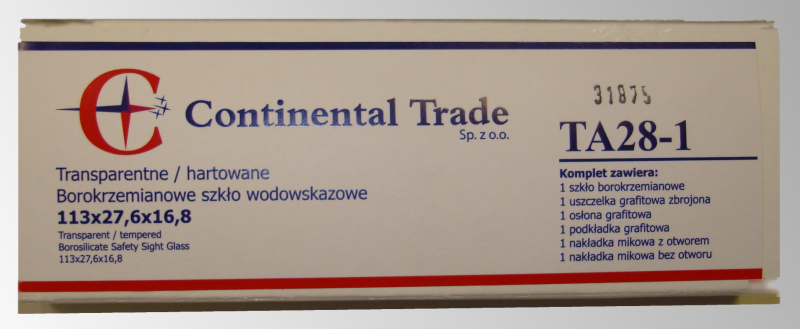 Continental Trade
Sp. z o.o.
Transparentne / hartowane
Borokrzemianowe szkło wodowskazowe
113x27,6x16,8
Transparent / tempered
Borosilicate Safety Sight Glass
113x27,6x16,8
31875
TA28-1
Komplet zawiera:
1 szkło borokrzemianowe
1 uszczelka grafitowa zbrojona
1 osłona grafitowa
1 podkładka grafitowa
1 nakładka mikowa z otworem
1 nakładka mikowa bez otworu